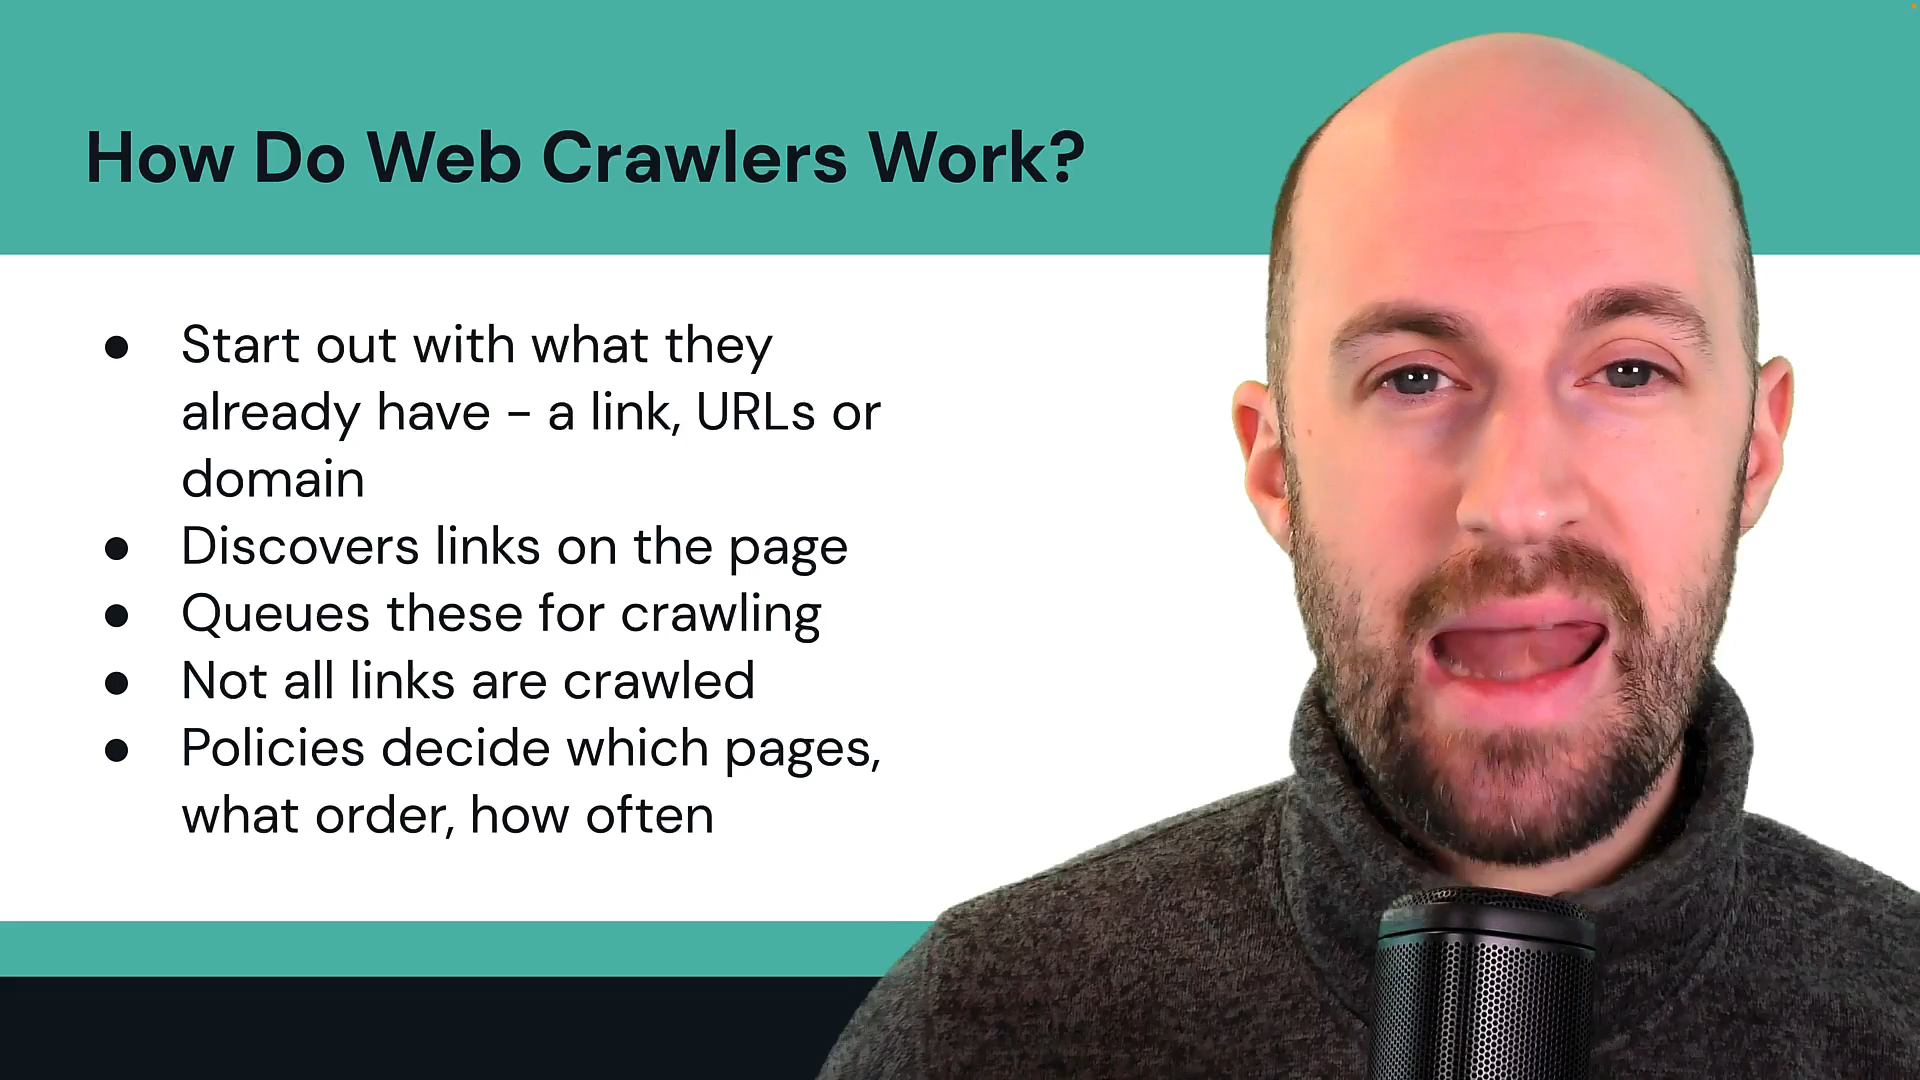 How Do Web Crawlers Work?
● Start out with what they
already have - a link, URLs or
domain
● Discovers links on the page
● Queues these for crawling
● Not all links are crawled
● Policies decide which pages,
what order, how often